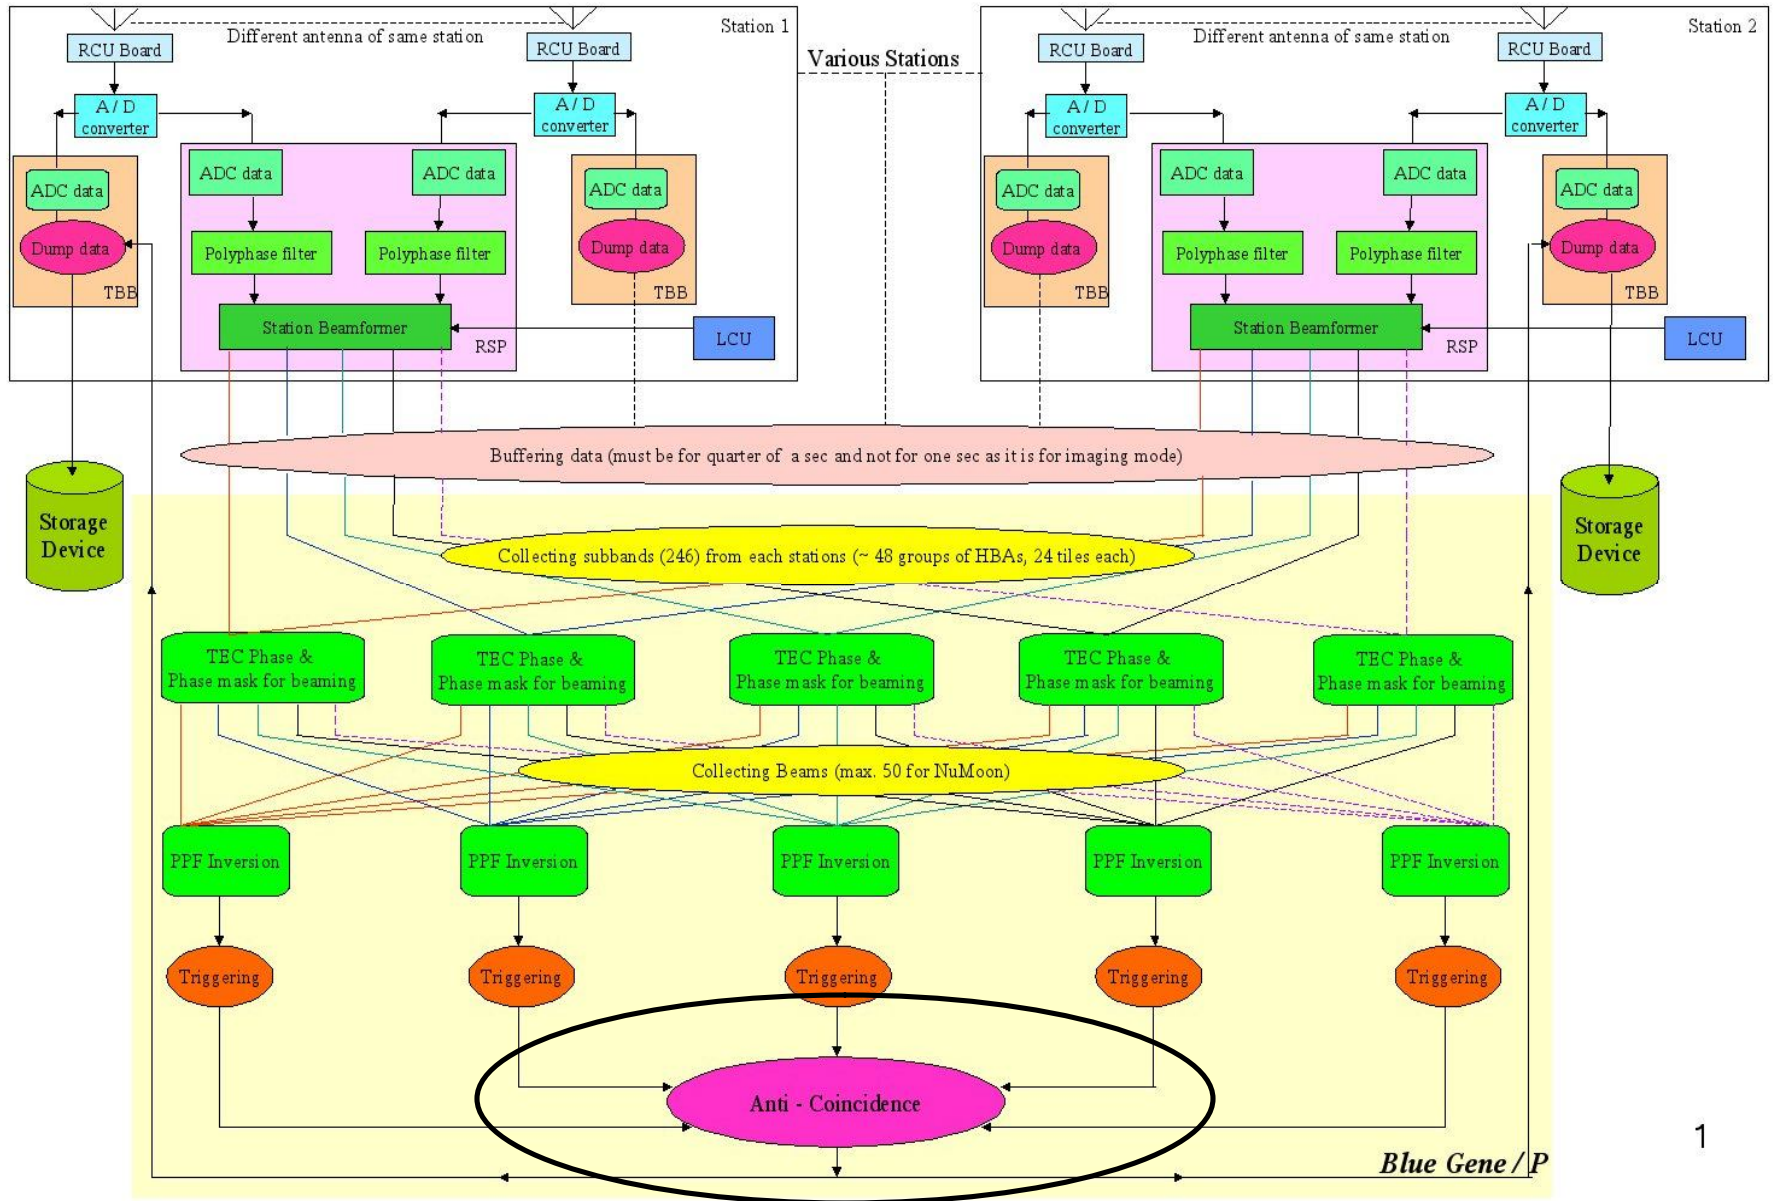 Station 1
Different antenna of same station
RCU Board
RCU Board
A / D
converter
A / D
converter
ADC data
Dump data
TBB
ADC data
ADC data
Polyphase filter
Polyphase filter
Station Beamformer
RSP
ADC data
Dump data
TBB
LCU
Various Stations
Station 2
Different antenna of same station
RCU Board
RCU Board
A / D
converter
A / D
converter
ADC data
Dump data
TBB
ADC data
ADC data
Polyphase filter
Polyphase filter
Station Beamformer
RSP
ADC data
Dump data
TBB
LCU
Buffering data (must be for quarter of a sec and not for one sec as it is for imaging mode)
Storage
Device
Storage
Device
Collecting subbands (246) from each stations (~ 48 groups of HBAs, 24 tiles each)
TEC Phase &
Phase mask for beaming
TEC Phase &
Phase mask for beaming
TEC Phase &
Phase mask for beaming
TEC Phase &
Phase mask for beaming
TEC Phase &
Phase mask for beaming
Collecting Beams (max. 50 for NuMoon)
PPF Inversion
PPF Inversion
PPF Inversion
PPF Inversion
PPF Inversion
Triggering
Triggering
Triggering
Triggering
Triggering
Anti - Coincidence
Blue Gene / P
1